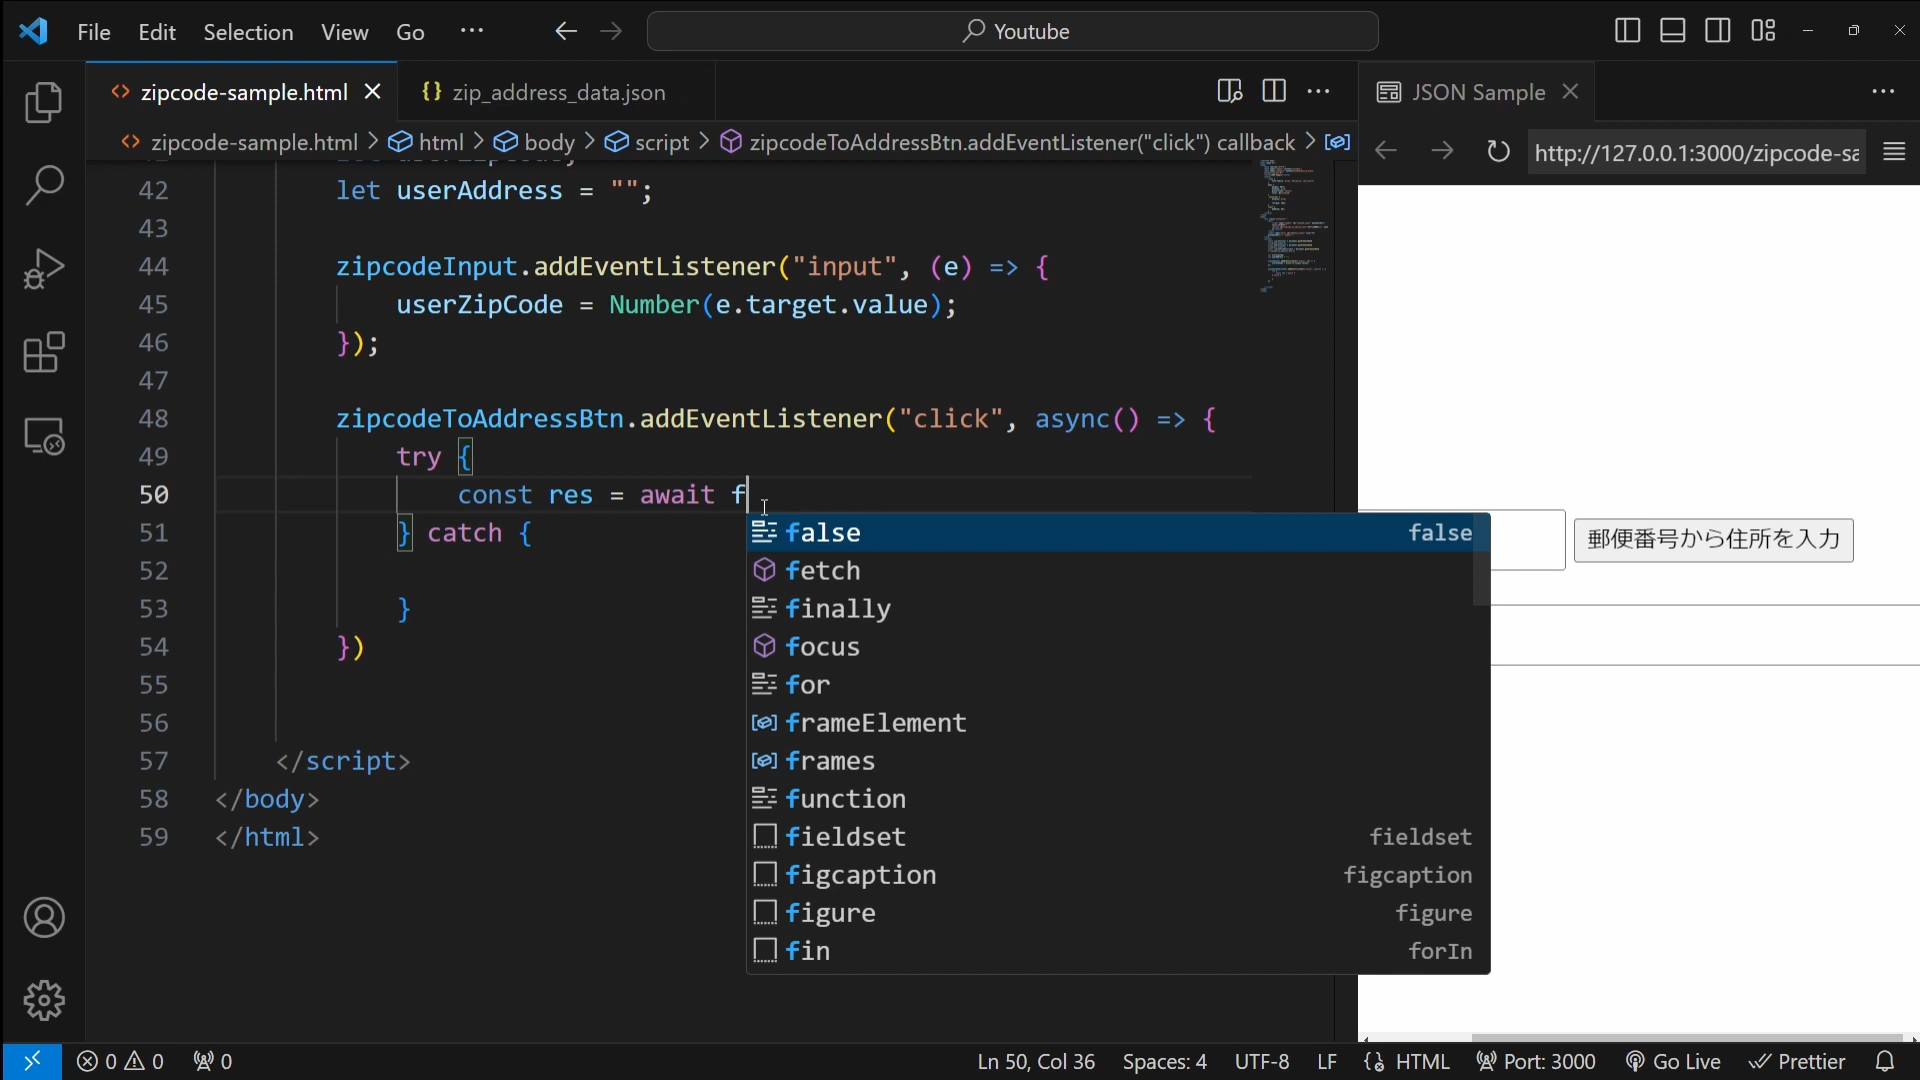 File Edit Selection View Go ··· Youtube
zipcode-sample.html zip_address_data.json JSON Sample
zipcode-sample.html > html > body > script > zipcodeToAddressBtn.addEventListener("click") callback >
http://127.0.0.1:3000/zipcode-sa
42 let userAddress = "";
43
44 zipcodeInput.addEventListener("input", (e) => {
45 userZipCode = Number(e.target.value);
46 });
47
48 zipcodeToAddressBtn.addEventListener("click", async() => {
49 try {
50 const res = await f
51 } catch {
52
53 }
54 })
55
56
57 </script>
58 </body>
59 </html>
false false
fetch
finally
focus
for
frameElement
frames
function
fieldset fieldset
figcaption figcaption
figure figure
fin forIn
郵便番号から住所を入力
0 0 0 Ln 50, Col 36 Spaces: 4 UTF-8 LF HTML Port: 3000 Go Live Prettier